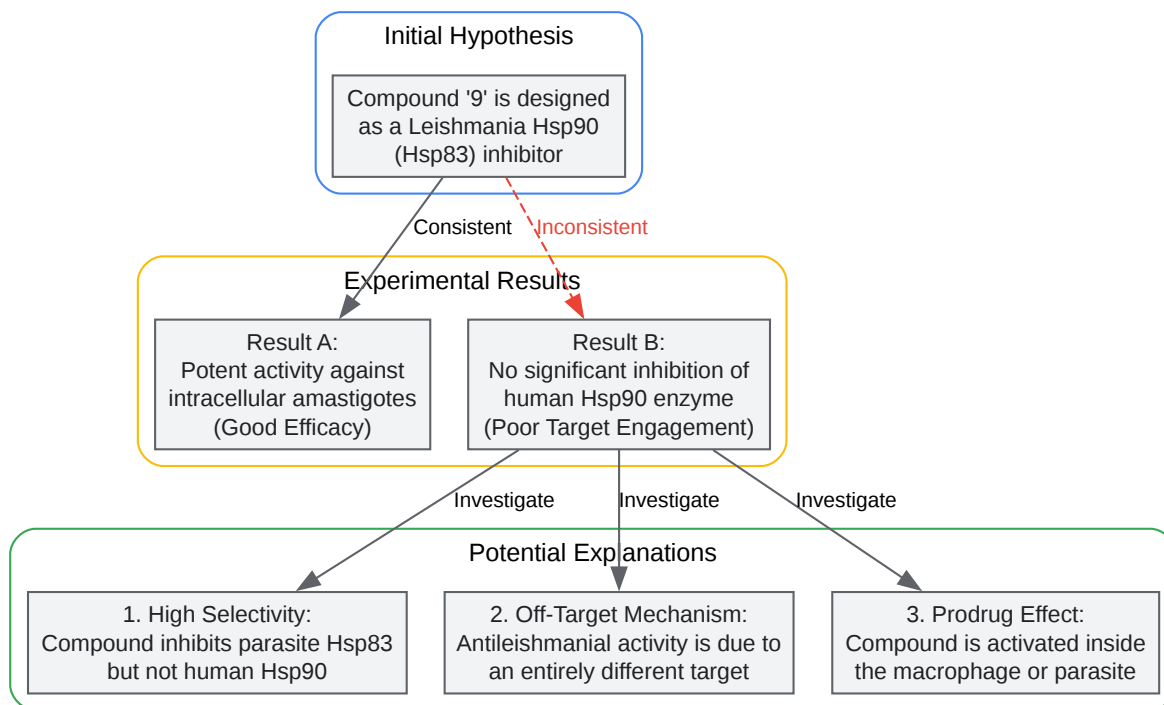 Initial Hypothesis
Compound '9' is designed
as a Leishmania Hsp90
(Hsp83) inhibitor
Consistent
Inconsistent
Experimental Results
Result A:
Potent activity against
intracellular amastigotes
(Good Efficacy)
Result B:
No significant inhibition of
human Hsp90 enzyme
(Poor Target Engagement)
Investigate
Investigate
Investigate
Potential Explanations
1. High Selectivity:
Compound inhibits parasite Hsp83
but not human Hsp90
2. Off-Target Mechanism:
Antileishmanial activity is due to
an entirely different target
3. Prodrug Effect:
Compound is activated inside
the macrophage or parasite